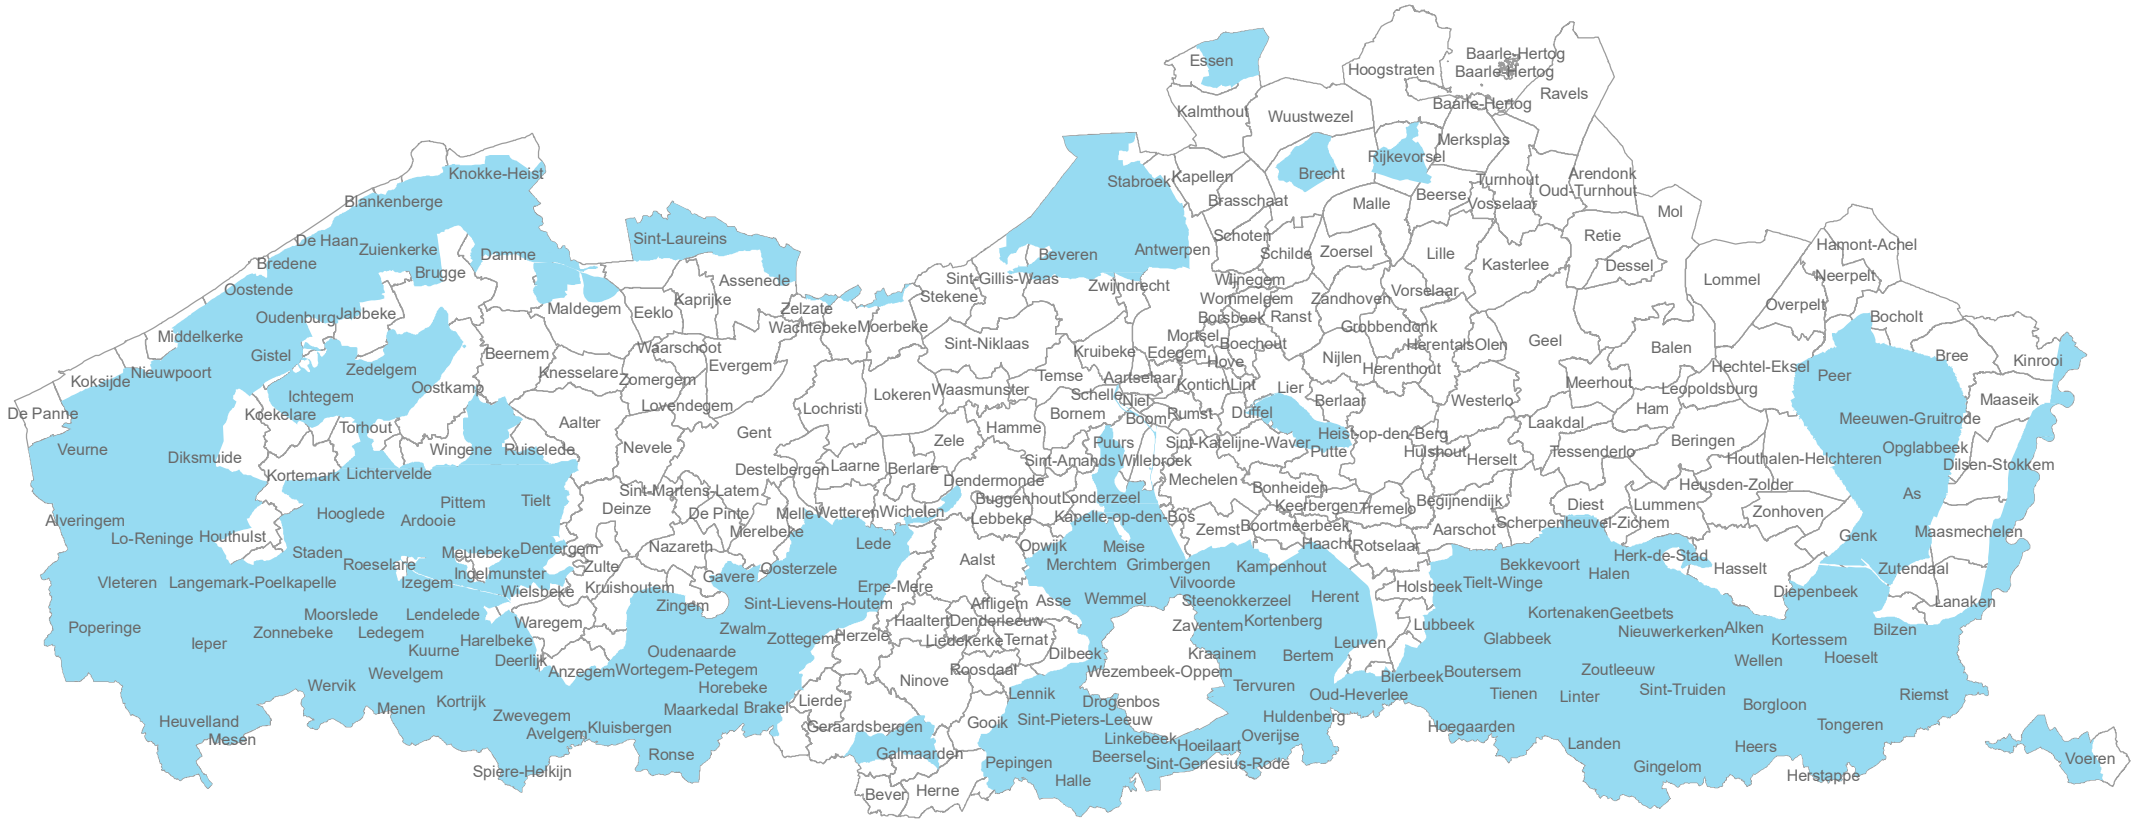 Essen
Hoogstraten
Baarle-Hertog
Baarle-Hertog
Ravels
Baarle-Hertog
Kalmthout
Wuustwezel
Merksplas
Rijkevorsel
Knokke-Heist
Stabroek
Kapellen
Brecht
Turnhout
Arendonk
Oud-Turnhout
Blankenberge
Brasschaat
Malle
Beerse
Vosselaar
Mol
De Haan
Zuienkerke
Damme
Sint-Laureins
Beveren
Antwerpen
Schoten
Schilde
Zoersel
Lille
Kasterlee
Retie
Dessel
Hamont-Achel
Bredene
Brugge
Assenede
Sint-Gillis-Waas
Zwijndrecht
Wijnegem
Lommel
Neerpelt
Oostende
Oudenburg
Jabbeke
Maldegem
Eeklo
Kaprijke
Zelzate
Stekene
Wommelgem
Zandhoven
Vorselaar
Overpelt
Middelkerke
Wachtebeke
Moerbeke
Borsbeek
Ranst
Grobbendonk
Bocholt
Gistel
Zedelgem
Beernem
Waarschoot
Sint-Niklaas
Kruibeke
Mortsel
Edegem
Boechout
Hove
Nijlen
Herentals
Olen
Geel
Balen
Bree
Kinrooi
Koksijde
Nieuwpoort
Oostkamp
Knesselare
Zomergem
Evergem
Waasmunster
Temse
Aartselaar
Kontich
Lint
Lier
Herenthout
Meerhout
Leopoldsburg
Hechtel-Eksel
Peer
De Panne
Koekelare
Ichtegem
Lovendegem
Lochristi
Lokeren
Schelle
Niel
Bornem
Boom
Rumst
Duffel
Berlaar
Westerlo
Ham
Maaseik
Veurne
Diksmuide
Torhout
Wingene
Ruiselede
Aalter
Nevele
Gent
Zele
Hamme
Puurs
Sint-Katelijne-Waver
Putte
Heist-op-den-Berg
Hulshout
Herselt
Laakdal
Tessenderlo
Beringen
Meeuwen-Gruitrode
Opglabbeek
Kortemark
Lichtervelde
Destelbergen
Laarne
Berlare
Sint-Amands
Willebroek
Houthalen-Helchteren
Dilsen-Stokkem
Hooglede
Pittem
Tielt
Sint-Martens-Latem
Deinze
De Pinte
Melle
Wetteren
Wichelen
Dendermonde
Buggenhout
Londerzeel
Mechelen
Bonheiden
Keerbergen
Tremelo
Begijnendijk
Diest
Lummen
Heusden-Zolder
Zonhoven
As
Alveringem
Lo-Reninge
Houthulst
Ardooie
Merelbeke
Lebbeke
Kapelle-op-den-Bos
Zemst
Boortmeerbeek
Haacht
Rotselaar
Aarschot
Scherpenheuvel-Zichem
Genk
Maasmechelen
Staden
Roeselare
Meulebeke
Dentergem
Nazareth
Lede
Aalst
Opwijk
Meise
Herk-de-Stad
Vleteren
Langemark-Poelkapelle
Izegem
Ingelmunster
Wielsbeke
Zulte
Kruishoutem
Gavere
Oosterzele
Erpe-Mere
Merchtem
Grimbergen
Vilvoorde
Kampenhout
Holsbeek
Tielt-Winge
Bekkevoort
Halen
Hasselt
Diepenbeek
Zutendaal
Moorslede
Lendelede
Waregem
Zingem
Sint-Lievens-Houtem
Affligem
Asse
Wemmel
Steenokkerzeel
Herent
Kortenaken
Geetbets
Lanaken
Poperinge
Ieper
Zonnebeke
Ledegem
Kuurne
Harelbeke
Deerlijk
Zwalm
Zottegem
Herzele
Haaltert
Denderleeuw
Liedekerke
Ternat
Dilbeek
Zaventem
Kortenberg
Leuven
Lubbeek
Glabbeek
Nieuwerkerken
Alken
Kortessem
Bilzen
Wevelgem
Anzegem
Oudenaarde
Wortegem-Petegem
Ninove
Roosdaal
Wezembeek-Oppem
Kraainem
Bertem
Bierbeek
Boutersem
Zoutleeuw
Wellen
Hoeselt
Wervik
Kortrijk
Horebeke
Lennik
Drogenbos
Tervuren
Oud-Heverlee
Tienen
Linter
Sint-Truiden
Borgloon
Riemst
Heuvelland
Mesen
Menen
Zwevegem
Avelgem
Kluisbergen
Maarkedal
Brakel
Lierde
Geraardsbergen
Gooik
Sint-Pieters-Leeuw
Linkebeek
Huldenberg
Hoegaarden
Tongeren
Ronse
Galmaarden
Pepingen
Beersel
Hoeilaart
Overijse
Landen
Heers
Spiere-Helkijn
Bever
Herne
Halle
Sint-Genesius-Rode
Gingelom
Herstappe
Voeren